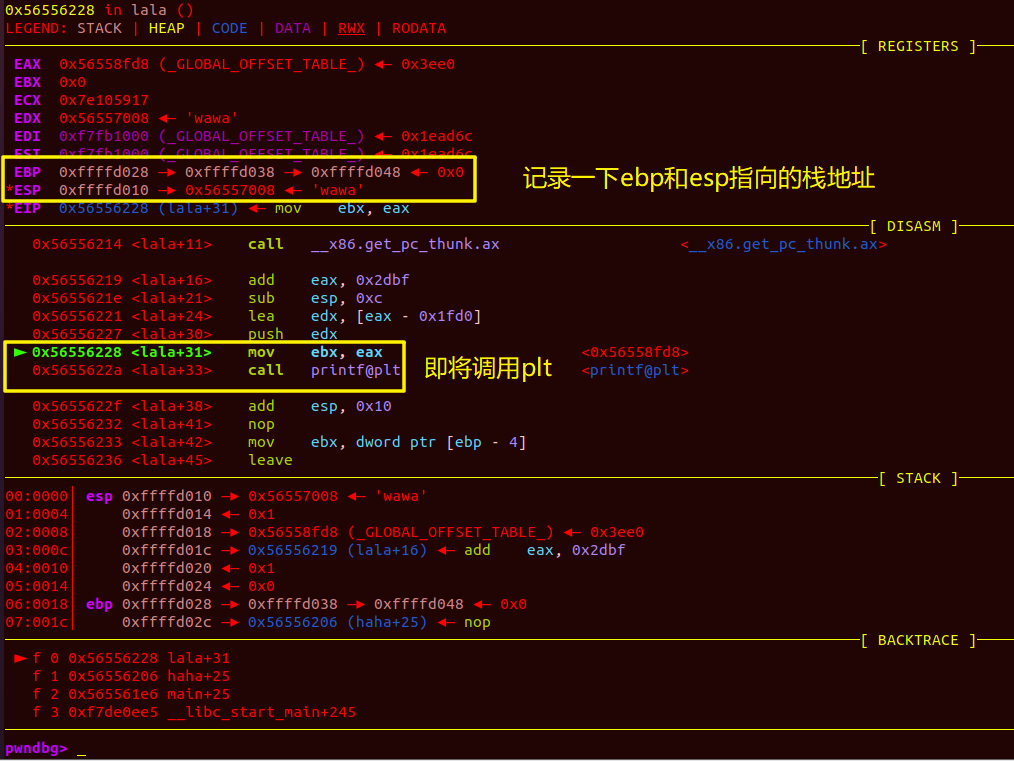 0x56556228 in lala ()
LEGEND: STACK | HEAP | CODE | DATA | RWX | RODATA
[ REGISTERS ]
EAX  0x56558fd8 (_GLOBAL_OFFSET_TABLE_) ◂— 0x3ee0
EBX  0x0
ECX  0x7e105917
EDX  0x56557008 ◂— 'wawa'
EDI  0xf7fb1000 (_GLOBAL_OFFSET_TABLE_) ◂— 0x1ead6c
ESI  0xf7fb1000 (_GLOBAL_OFFSET_TABLE_) ◂— 0x1ead6c
EBP  0xffffd028 —▸ 0xffffd038 —▸ 0xffffd048 ◂— 0x0
*ESP  0xffffd010 —▸ 0x56557008 ◂— 'wawa'
记录一下ebp和esp指向的栈地址
*EIP  0x56556228 (lala+31) ◂— mov    ebx, eax
[ DISASM ]
0x56556214 <lala+11>    call   __x86.get_pc_thunk.ax                    <__x86.get_pc_thunk.ax>
0x56556219 <lala+16>    add    eax, 0x2dbf
0x5655621e <lala+21>    sub    esp, 0xc
0x56556221 <lala+24>    lea    edx, [eax - 0x1fd0]
0x56556227 <lala+30>    push   edx
► 0x56556228 <lala+31>    mov    ebx, eax                      <0x56558fd8>
0x5655622a <lala+33>    call   printf@plt                    <printf@plt>
即将调用plt
0x5655622f <lala+38>    add    esp, 0x10
0x56556232 <lala+41>    nop
0x56556233 <lala+42>    mov    ebx, dword ptr [ebp - 4]
0x56556236 <lala+45>    leave
[ STACK ]
00:0000│ esp 0xffffd010 —▸ 0x56557008 ◂— 'wawa'
01:0004│     0xffffd014 ◂— 0x1
02:0008│     0xffffd018 —▸ 0x56558fd8 (_GLOBAL_OFFSET_TABLE_) ◂— 0x3ee0
03:000c│     0xffffd01c —▸ 0x56556219 (lala+16) ◂— add    eax, 0x2dbf
04:0010│     0xffffd020 ◂— 0x1
05:0014│     0xffffd024 ◂— 0x0
06:0018│ ebp 0xffffd028 —▸ 0xffffd038 —▸ 0xffffd048 ◂— 0x0
07:001c│     0xffffd02c —▸ 0x56556206 (haha+25) ◂— nop
[ BACKTRACE ]
► f 0 0x56556228 lala+31
f 1 0x56556206 haha+25
f 2 0x565561e6 main+25
f 3 0xf7de0ee5 __libc_start_main+245
pwndbg> _